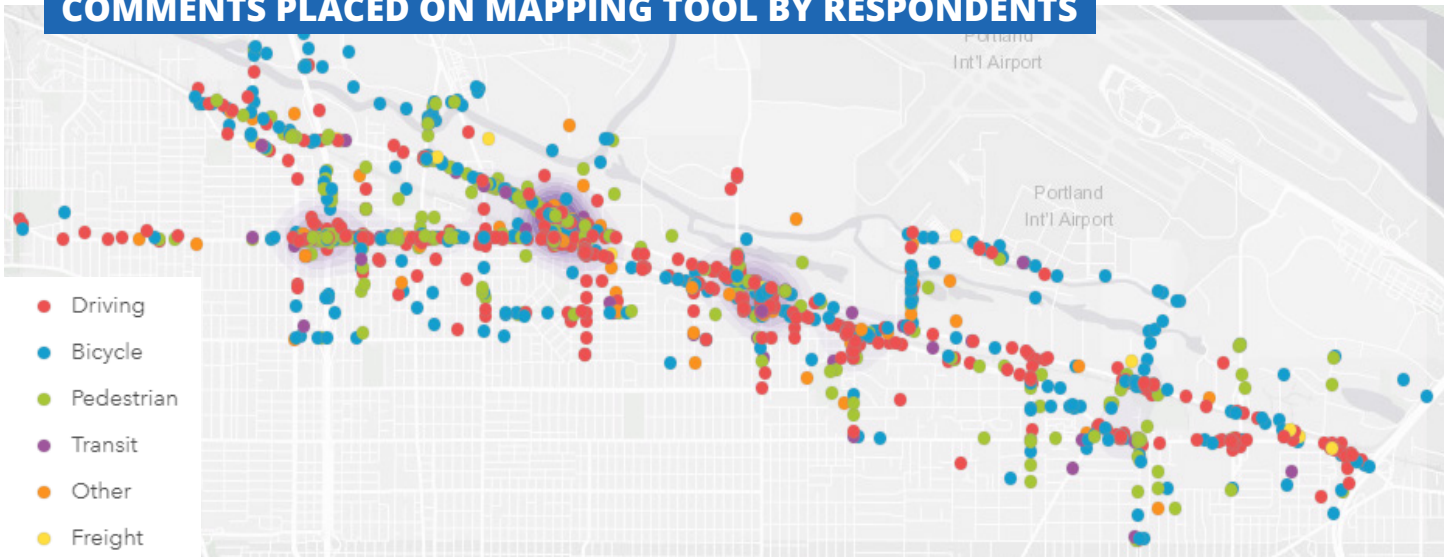 COMMENTS PLACED ON MAPPING TOOL BY RESPONDENTS
Portland
Int'l Airport
Portland
Int'l Airport
Driving
Bicycle
Pedestrian
Transit
Other
Freight